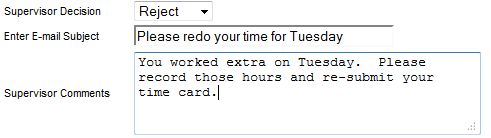 Supervisor Decision Reject
Enter E-mail Subject Please redo your time for Tuesday
You worked extra on Tuesday.  Please
record those hours and re-submit your
Supervisor Comments time card.